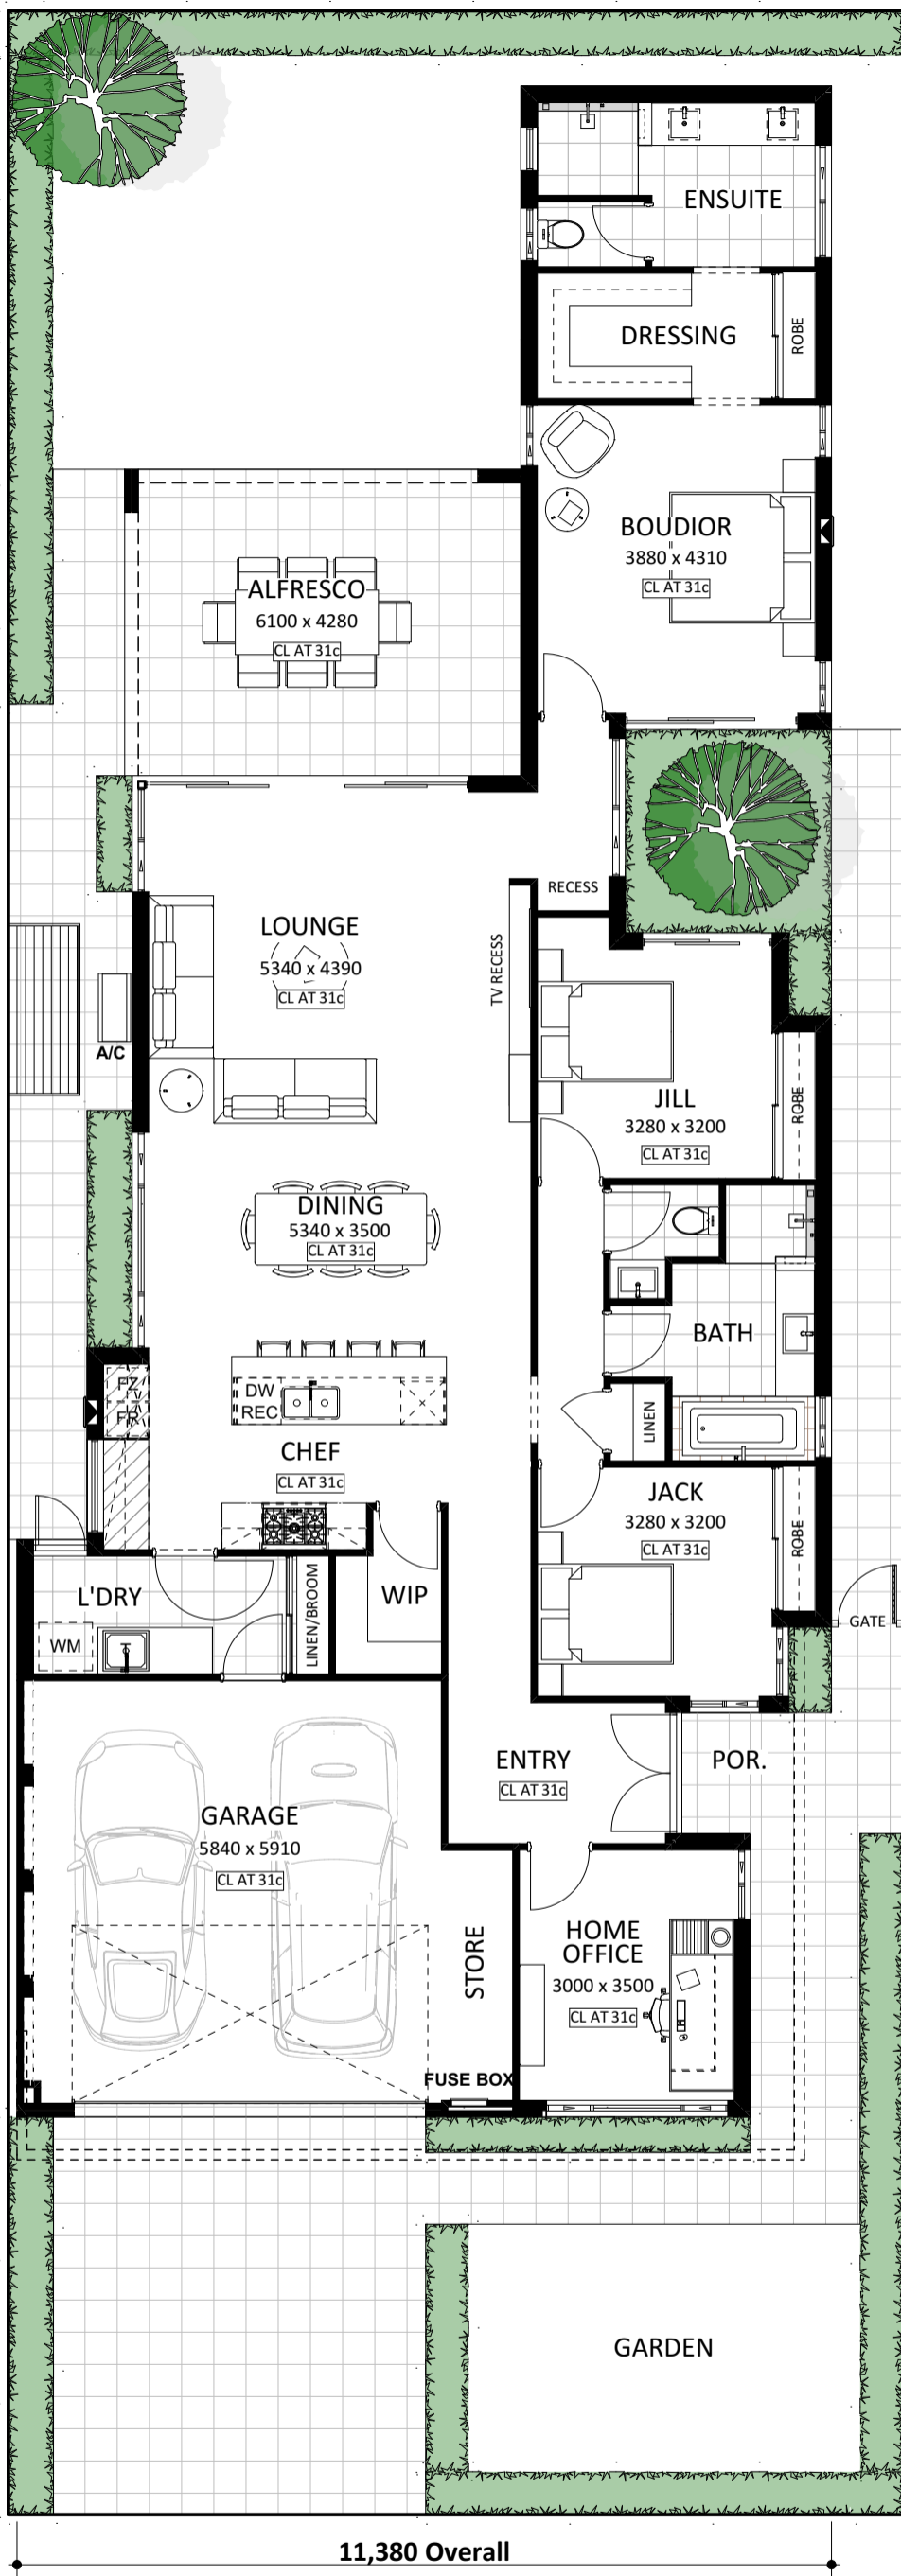 ENSUITE
DRESSING
ROBE
BOUDIOR
3880 x 4310
CL AT 31c
ALFRESCO
6100 x 4280
CL AT 31c
RECESS
LOUNGE
5340 x 4390
CL AT 31c
TV RECESS
A/C
JILL
3280 x 3200
CL AT 31c
ROBE
DINING
5340 x 3500
CL AT 31c
BATH
FZ
FR
DW
REC
LINEN
CHEF
CL AT 31c
JACK
3280 x 3200
CL AT 31c
ROBE
L'DRY
WM
LINEN/BROOM
WIP
GATE
ENTRY
CL AT 31c
POR.
GARAGE
5840 x 5910
CL AT 31c
STORE
HOME
OFFICE
3000 x 3500
CL AT 31c
FUSE BOX
GARDEN
11,380 Overall